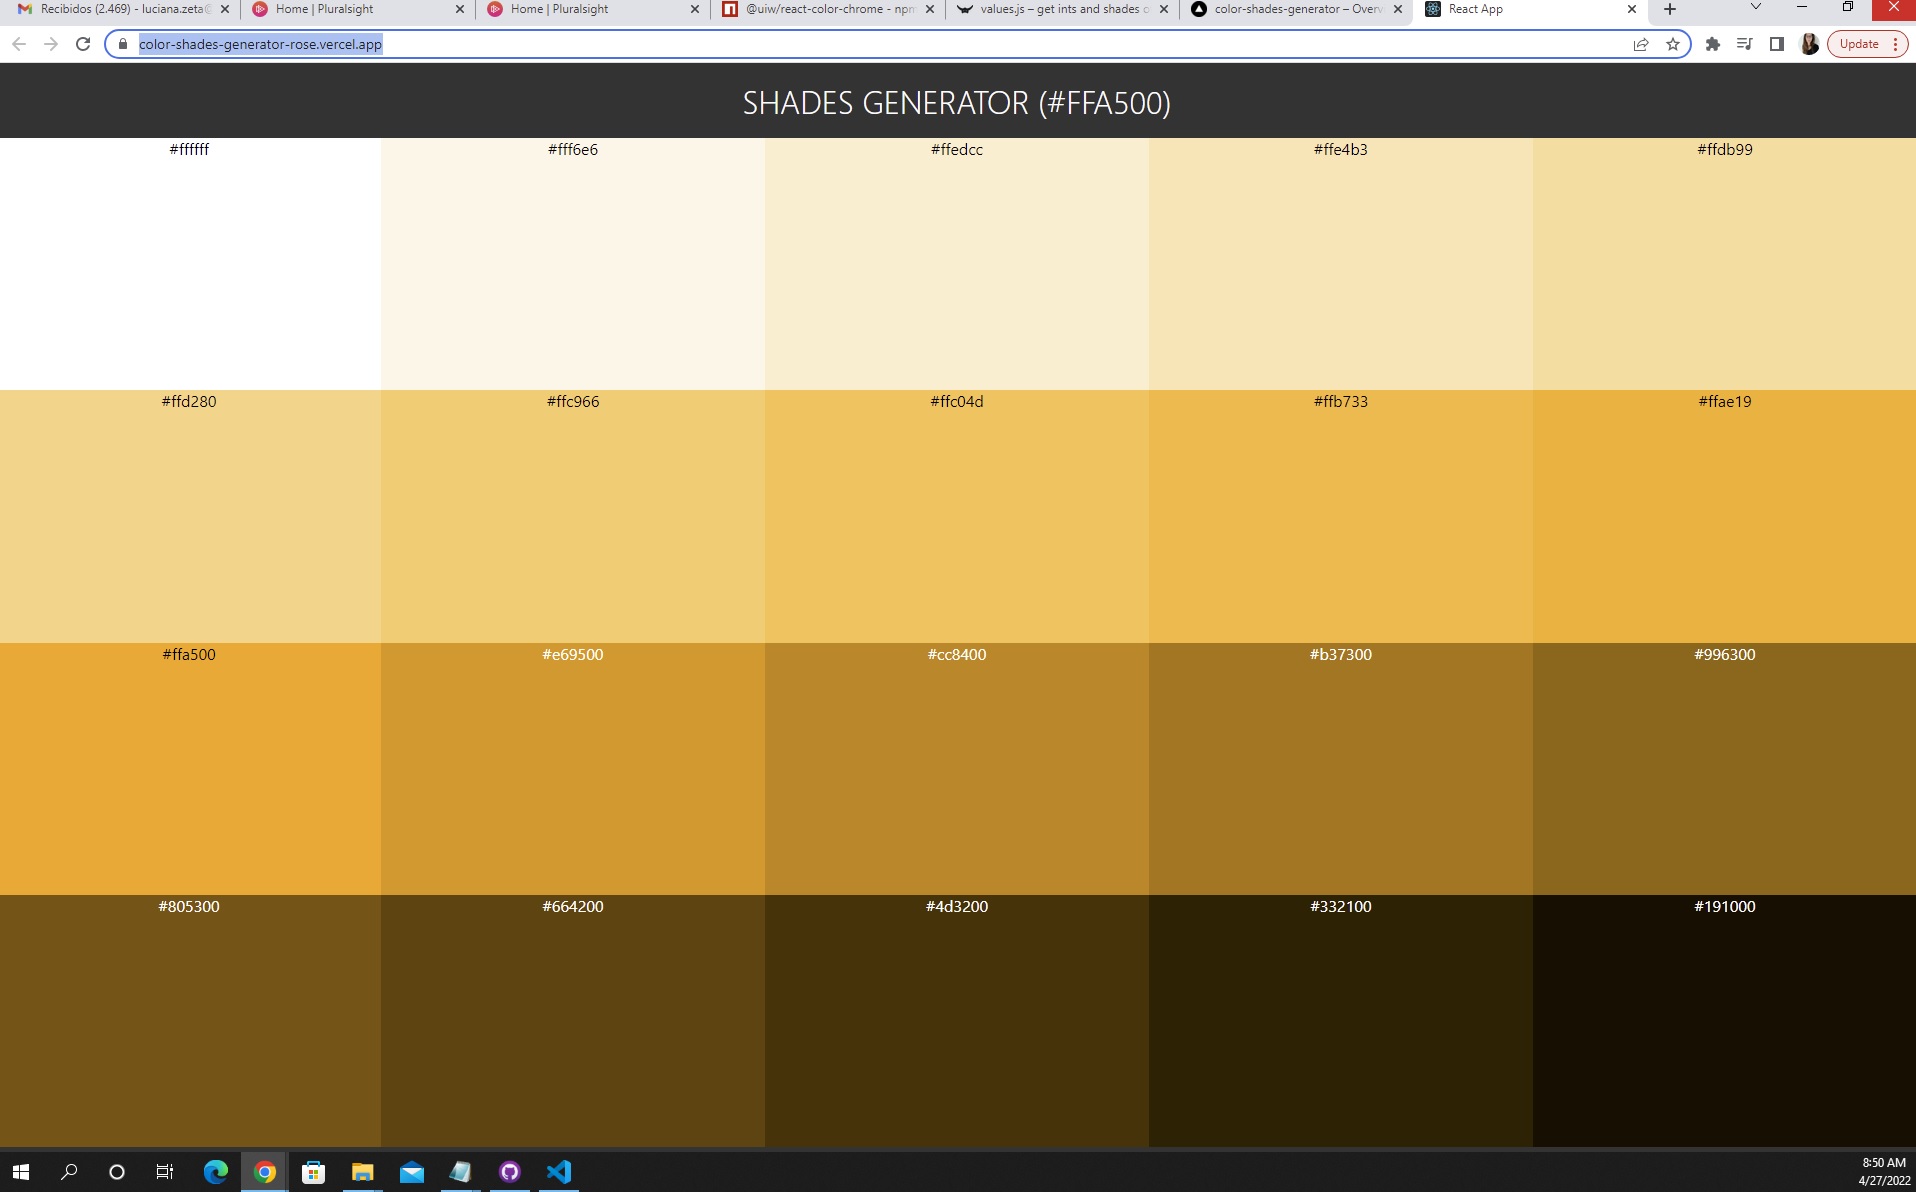 Recibidos (2.469) - luciana.zeta@
Home | Pluralsight
Home | Pluralsight
@uiw/react-color-chrome - npm
values.js – get ints and shades o
color-shades-generator – Overv
React App
color-shades-generator-rose.vercel.app
Update
SHADES GENERATOR (#FFA500)
#ffffff
#fff6e6
#ffedcc
#ffe4b3
#ffdb99
#ffd280
#ffc966
#ffc04d
#ffb733
#ffae19
#ffa500
#e69500
#cc8400
#b37300
#996300
#805300
#664200
#4d3200
#332100
#191000
8:50 AM
4/27/2022